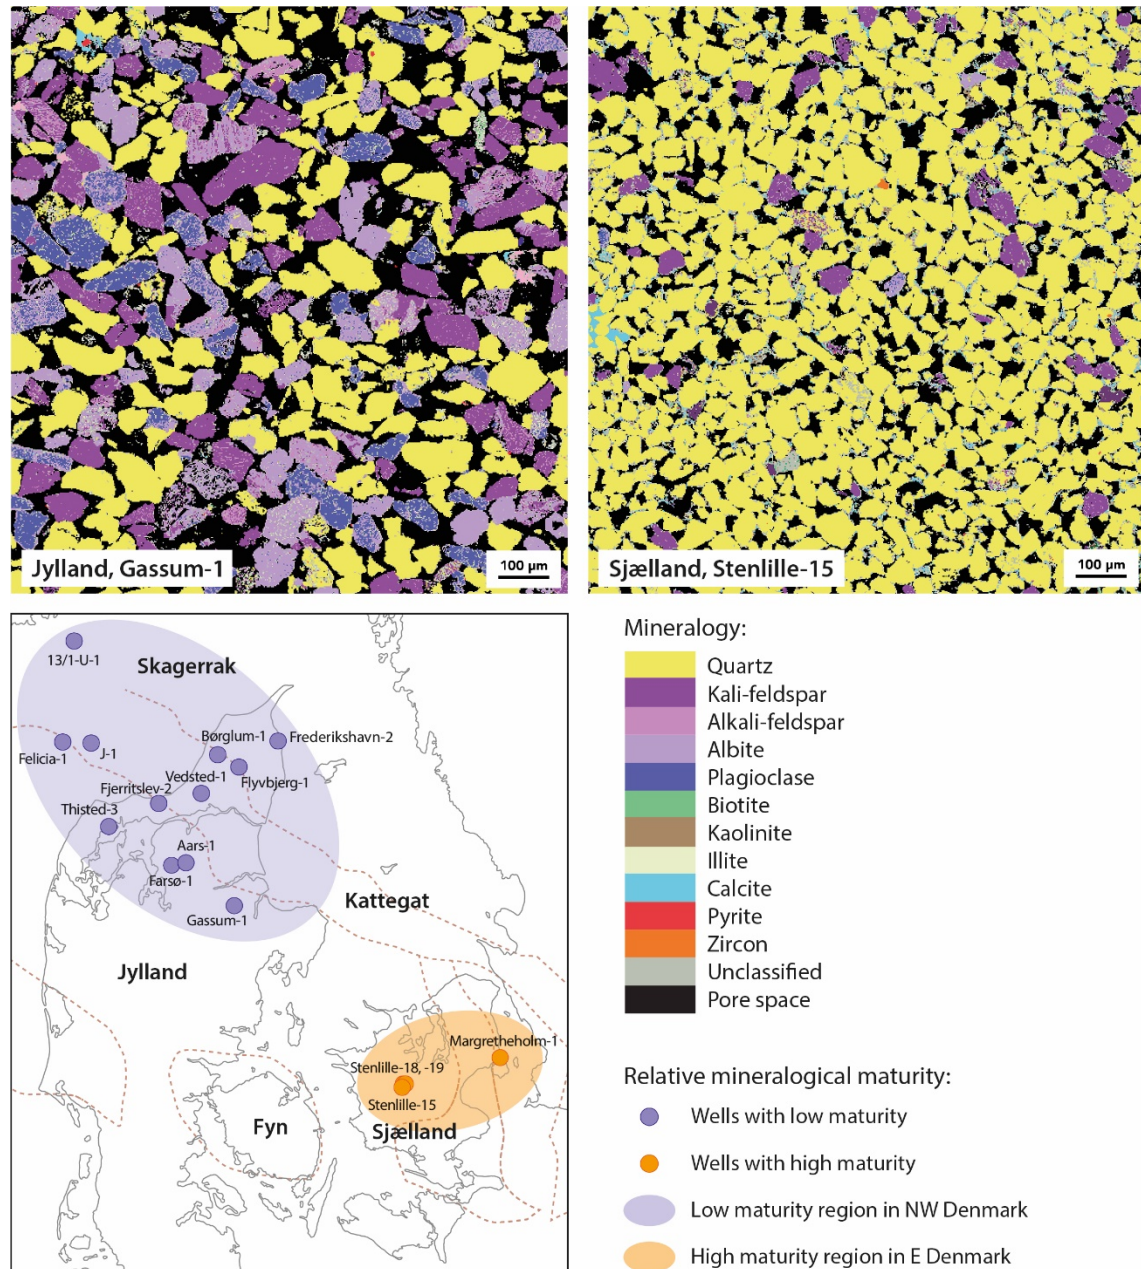 Jylland, Gassum-1
100 µm
Sjælland, Stenlille-15
100 µm
13/1-U-1
Skagerrak
Felicia-1
J-1
Børglum-1
Frederikshavn-2
Vedsted-1
Flyvbjerg-1
Fjerritslev-2
Thisted-3
Aars-1
Farsø-1
Gassum-1
Kattegat
Jylland
Margretheholm-1
Stenlille-18, -19
Stenlille-15
Fyn
Sjælland
Mineralogy:
Quartz
Kali-feldspar
Alkali-feldspar
Albite
Plagioclase
Biotite
Kaolinite
Illite
Calcite
Pyrite
Zircon
Unclassified
Pore space
Relative mineralogical maturity:
Wells with low maturity
Wells with high maturity
Low maturity region in NW Denmark
High maturity region in E Denmark